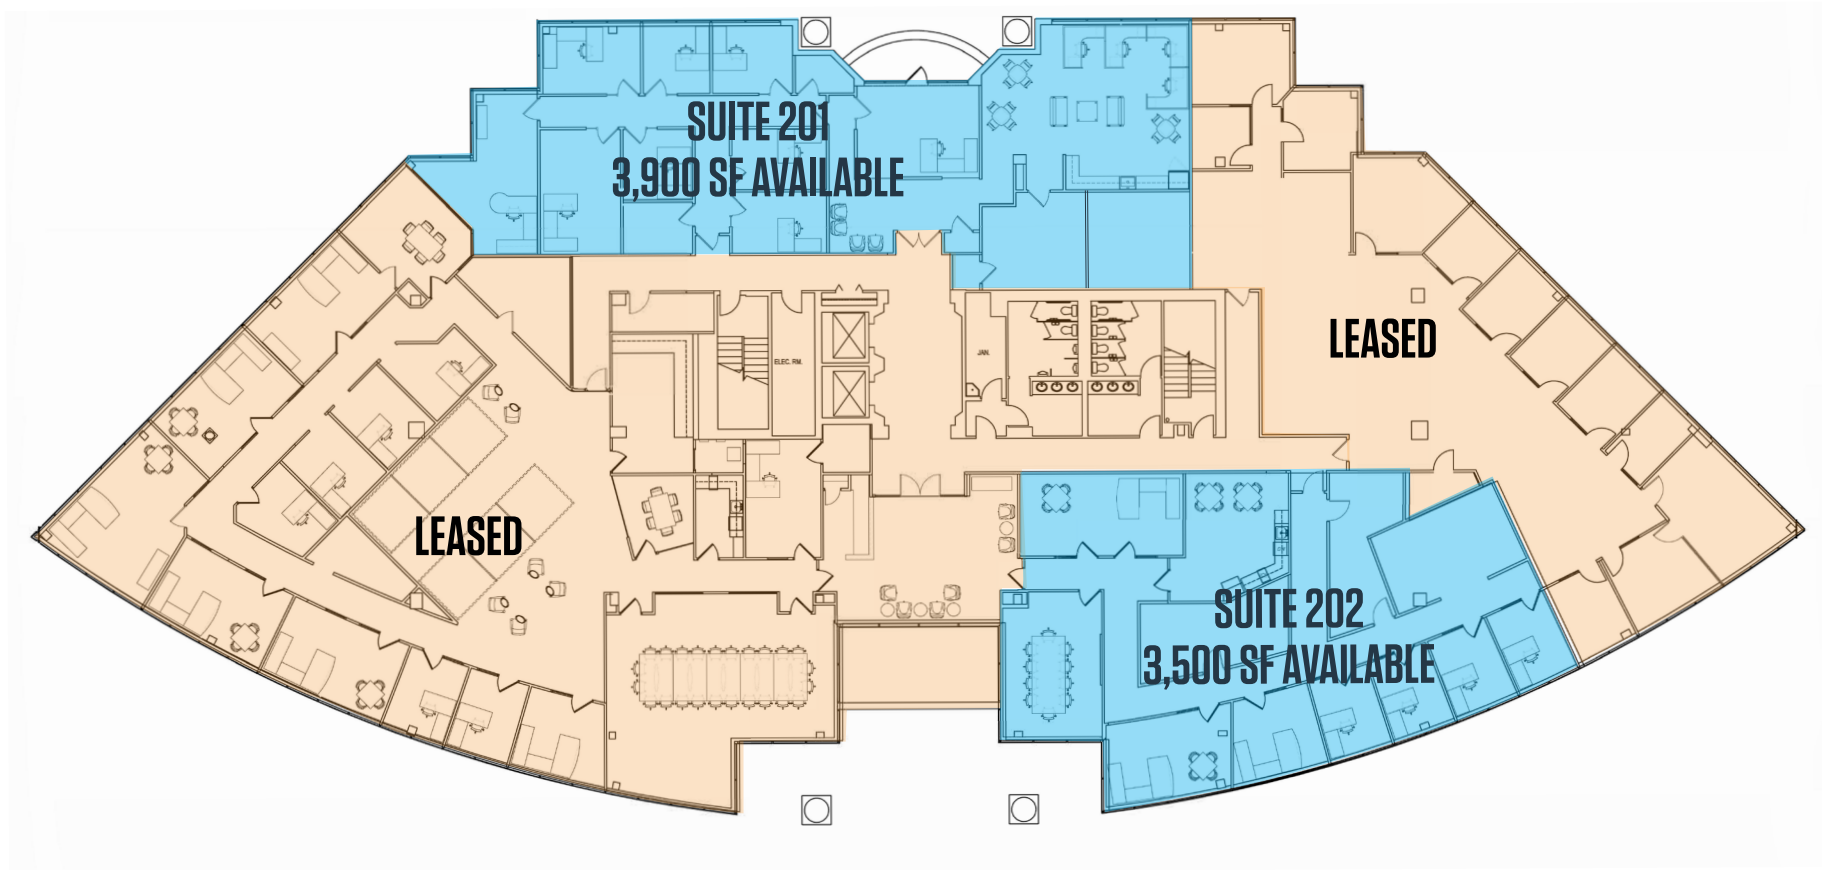 SUITE 201
3,900 SF AVAILABLE
LEASED
ELEC. RM.
JAN.
LEASED
SUITE 202
3,500 SF AVAILABLE